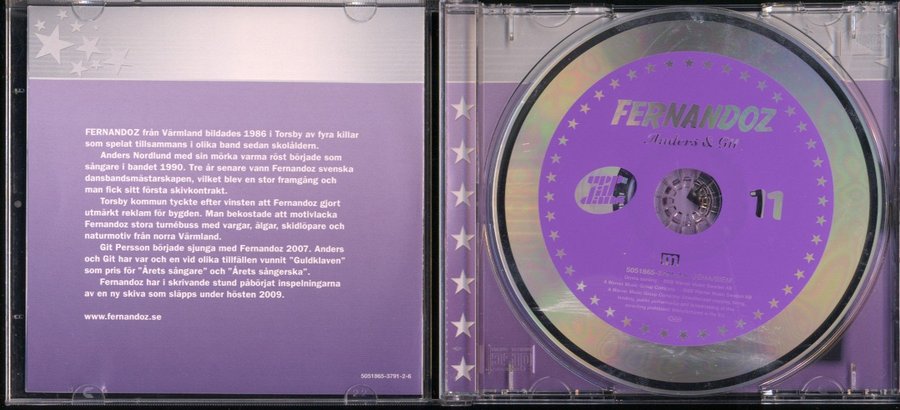 FERNANDOZ från Värmland bildades 1986 i Torsby av fyra killar
som spelat tillsammans i olika band sedan skolåldern.
Anders Nordlund med sin mörka varma röst började som
sångare i bandet 1990. Tre år senare vann Fernandoz svenska
dansbandsmästarskapen, vilket blev en stor framgång och
man fick sitt första skivkontrakt.
Torsby kommun tyckte efter vinsten att Fernandoz gjort
utmärkt reklam för bygden. Man bekostade att motivlacka
Fernandoz stora turnébuss med vargar, älgar, skidlöpare och
naturmotiv från norra Värmland.
Git Persson började sjunga med Fernandoz 2007. Anders
och Git har var och en vid olika tillfällen vunnit "Guldklaven"
som pris för "Årets sångare" och "Årets sångerska".
Fernandoz har i skrivande stund påbörjat inspelningarna
av en ny skiva som släpps under hösten 2009.
www.fernandoz.se
5051865-3791-2-6
FERNANDOZ
Anders & Git
11